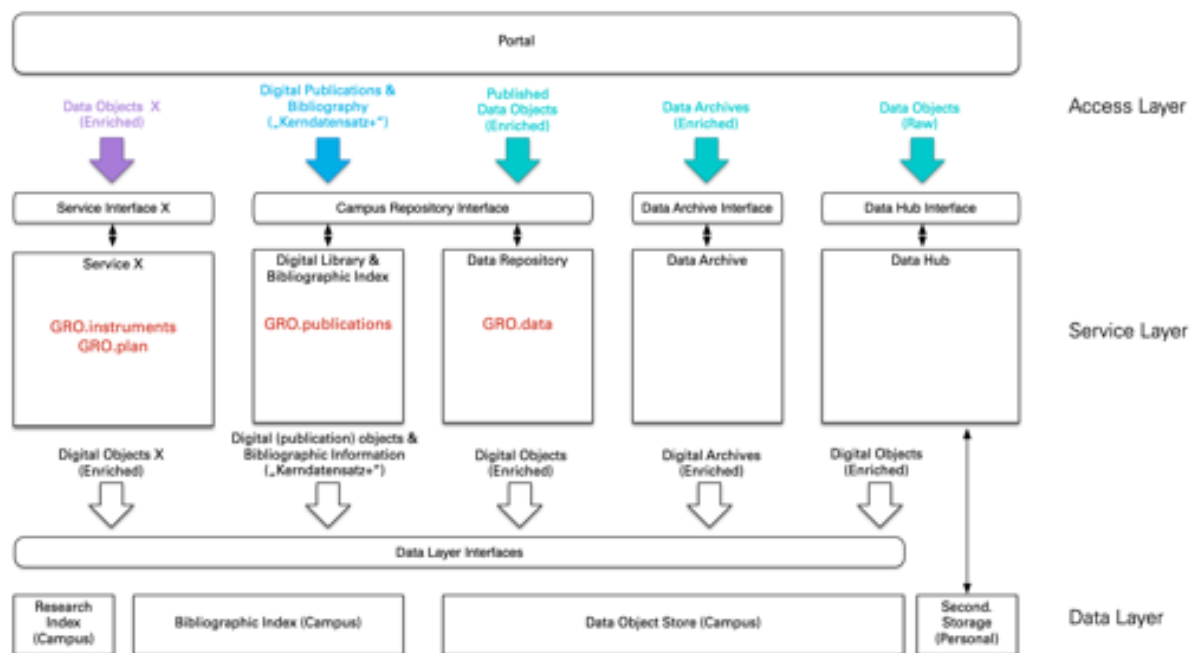 Portal
Data Objects X
(Enriched)
Digital Publications &
Bibliography
(„Kerndatensatz+“)
Published
Data Objects
(Enriched)
Data Archives
(Enriched)
Data Objects
(Raw)
Access Layer
Service Interface X
Campus Repository Interface
Data Archive Interface
Data Hub Interface
Service X
GRO.instruments
GRO.plan
Digital Library &
Bibliographic Index
GRO.publications
Data Repository
GRO.data
Data Archive
Data Hub
Service Layer
Digital Objects X
(Enriched)
Digital (publication) objects &
Bibliographic Information
(„Kerndatensatz+“)
Digital Objects
(Enriched)
Digital Archives
(Enriched)
Digital Objects
(Enriched)
Data Layer Interfaces
Research
Index
(Campus)
Bibliographic Index (Campus)
Data Object Store (Campus)
Second.
Storage
(Personal)
Data Layer